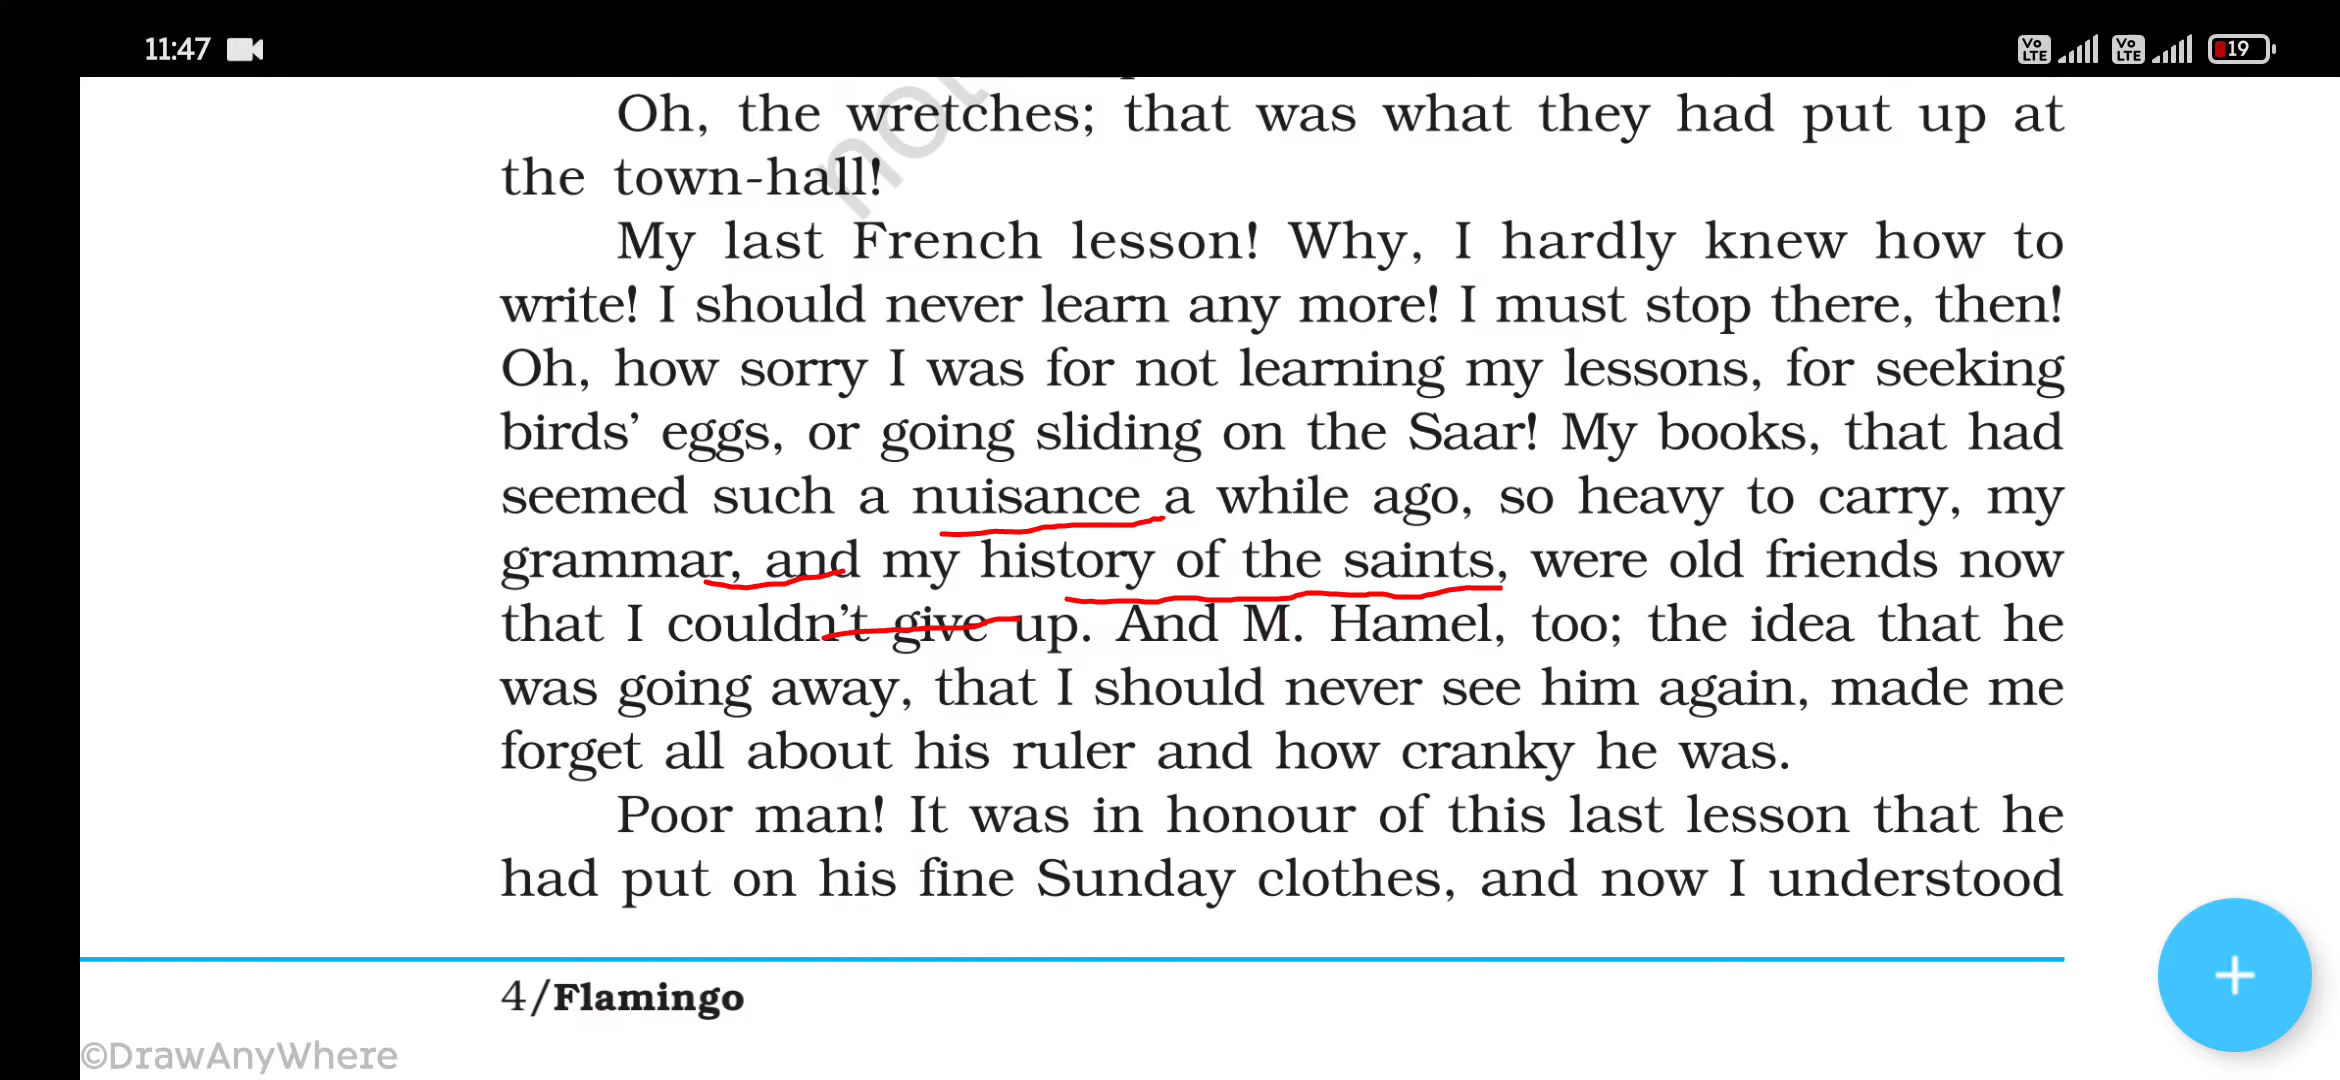 11:47
Vo LTE Vo LTE 19
not
Oh, the wretches; that was what they had put up at
the town-hall!
My last French lesson! Why, I hardly knew how to
write! I should never learn any more! I must stop there, then!
Oh, how sorry I was for not learning my lessons, for seeking
birds’ eggs, or going sliding on the Saar! My books, that had
seemed such a nuisance a while ago, so heavy to carry, my
grammar, and my history of the saints, were old friends now
that I couldn’t give up. And M. Hamel, too; the idea that he
was going away, that I should never see him again, made me
forget all about his ruler and how cranky he was.
Poor man! It was in honour of this last lesson that he
had put on his fine Sunday clothes, and now I understood
4/Flamingo
©DrawAnyWhere